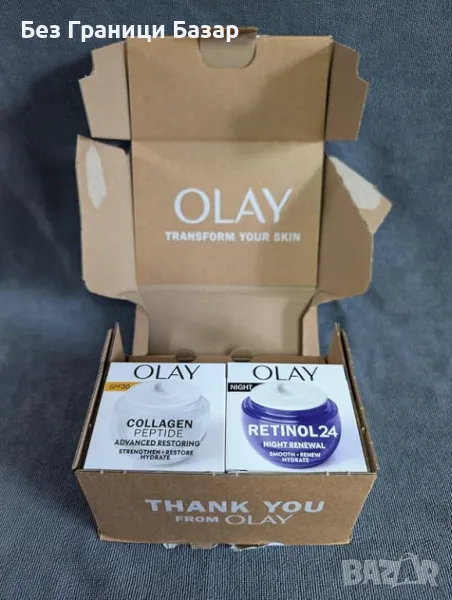 Без Граници Базар
OLAY
TRANSFORM YOUR SKIN
SPF30
OLAY
COLLAGEN
PEPTIDE
ADVANCED RESTORING
STRENGTHEN • RESTORE
HYDRATE
NIGHT
OLAY
RETINOL24
NIGHT RENEWAL
SMOOTH • RENEW
HYDRATE
THANK YOU
FROM OLAY
BAZAR